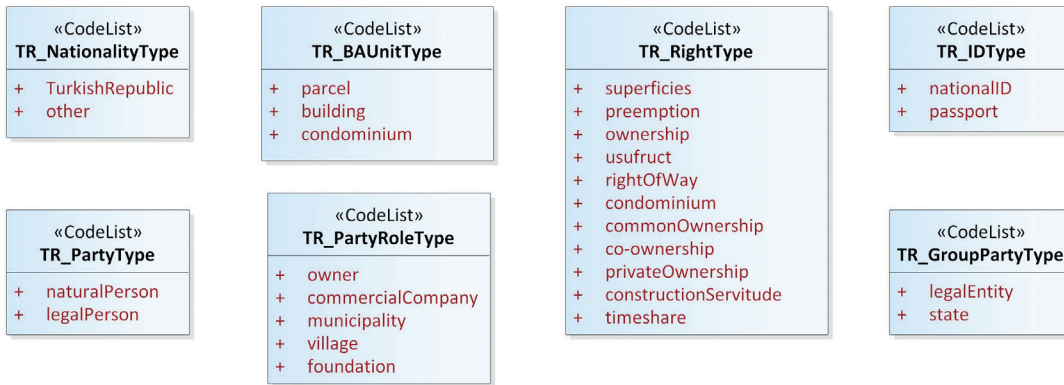 «CodeList»
TR_NationalityType
+ TurkishRepublic
+ other
«CodeList»
TR_BAUnitType
+ parcel
+ building
+ condominium
«CodeList»
TR_RightType
+ superficies
+ preemption
+ ownership
+ usufruct
+ rightOfWay
+ condominium
+ commonOwnership
+ co-ownership
+ privateOwnership
+ constructionServitude
+ timeshare
«CodeList»
TR_IDType
+ nationalID
+ passport
«CodeList»
TR_PartyType
+ naturalPerson
+ legalPerson
«CodeList»
TR_PartyRoleType
+ owner
+ commercialCompany
+ municipality
+ village
+ foundation
«CodeList»
TR_GroupPartyType
+ legalEntity
+ state